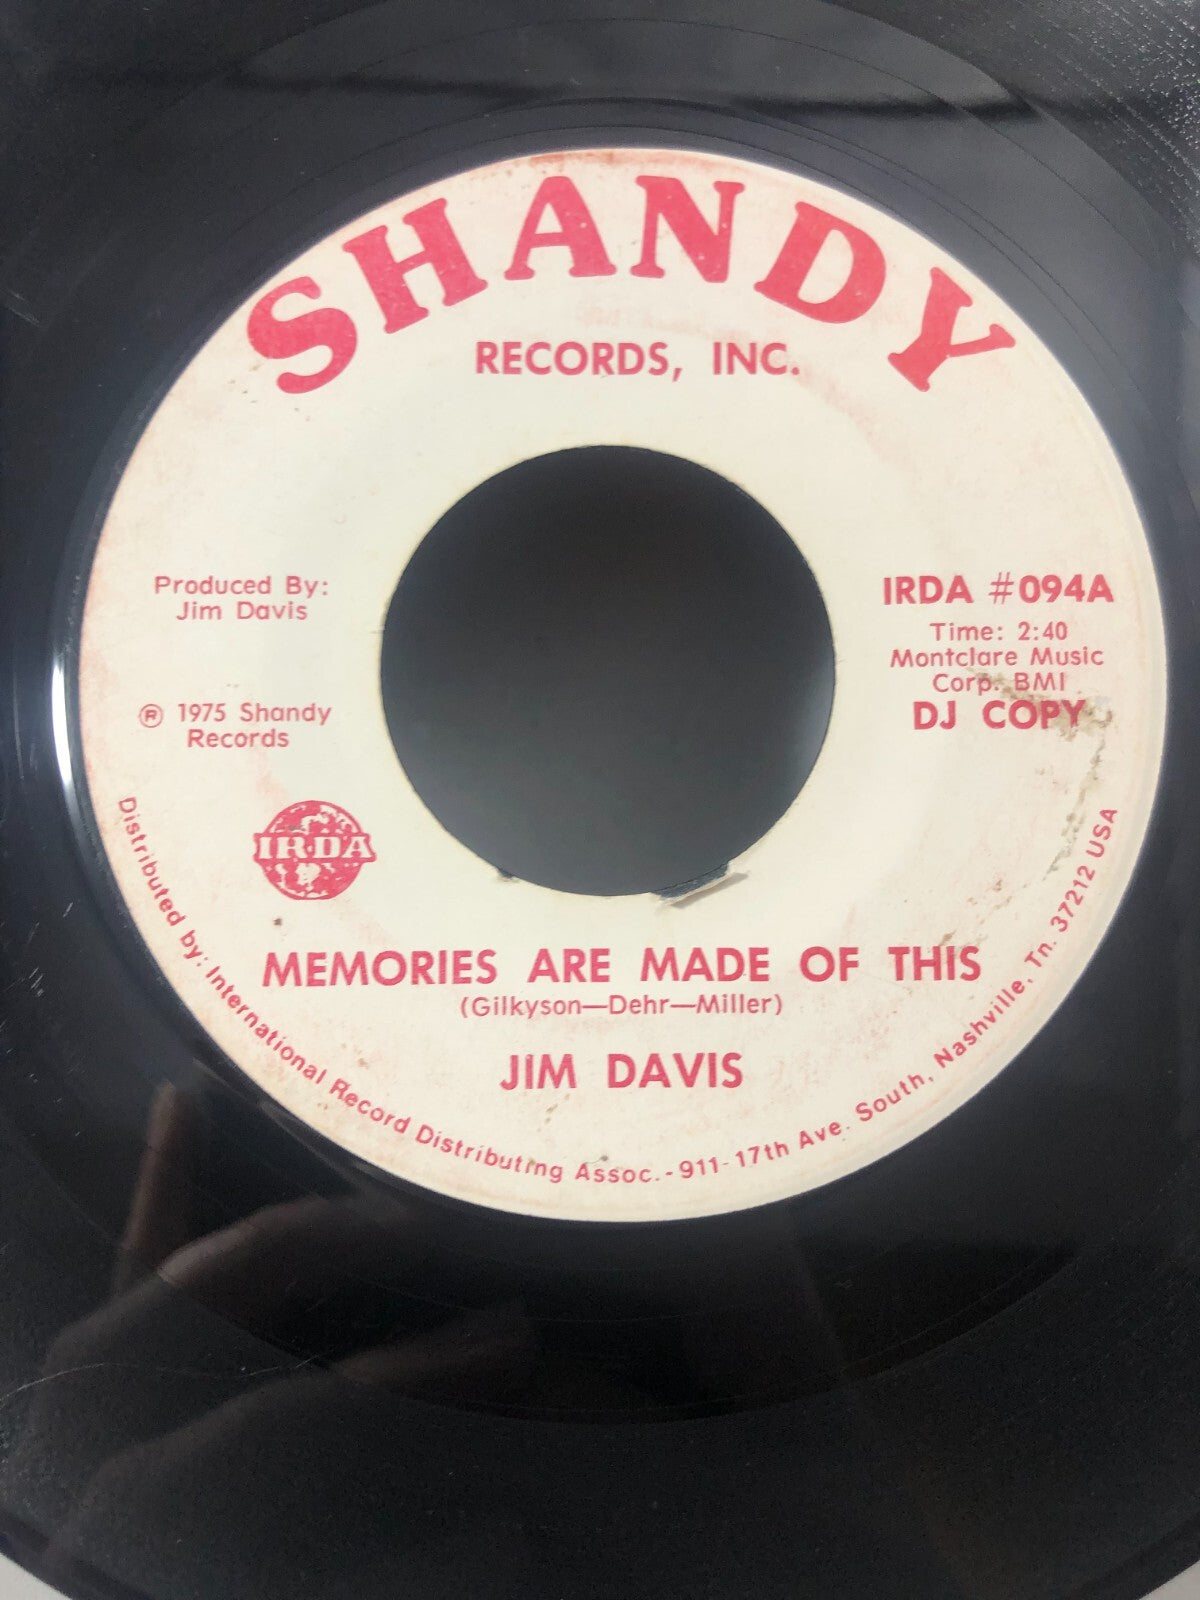 SHANDY
RECORDS, INC.
Produced By:
Jim Davis
℗ 1975 Shandy
Records
IRDA #094A
Time: 2:40
Montclare Music
Corp. BMI
DJ COPY
IRDA
MEMORIES ARE MADE OF THIS
(Gilkyson—Dehr—Miller)
JIM DAVIS
Distributed by: International Record Distributing Assoc. - 911-17th Ave. South, Nashville, Tn. 37212 USA